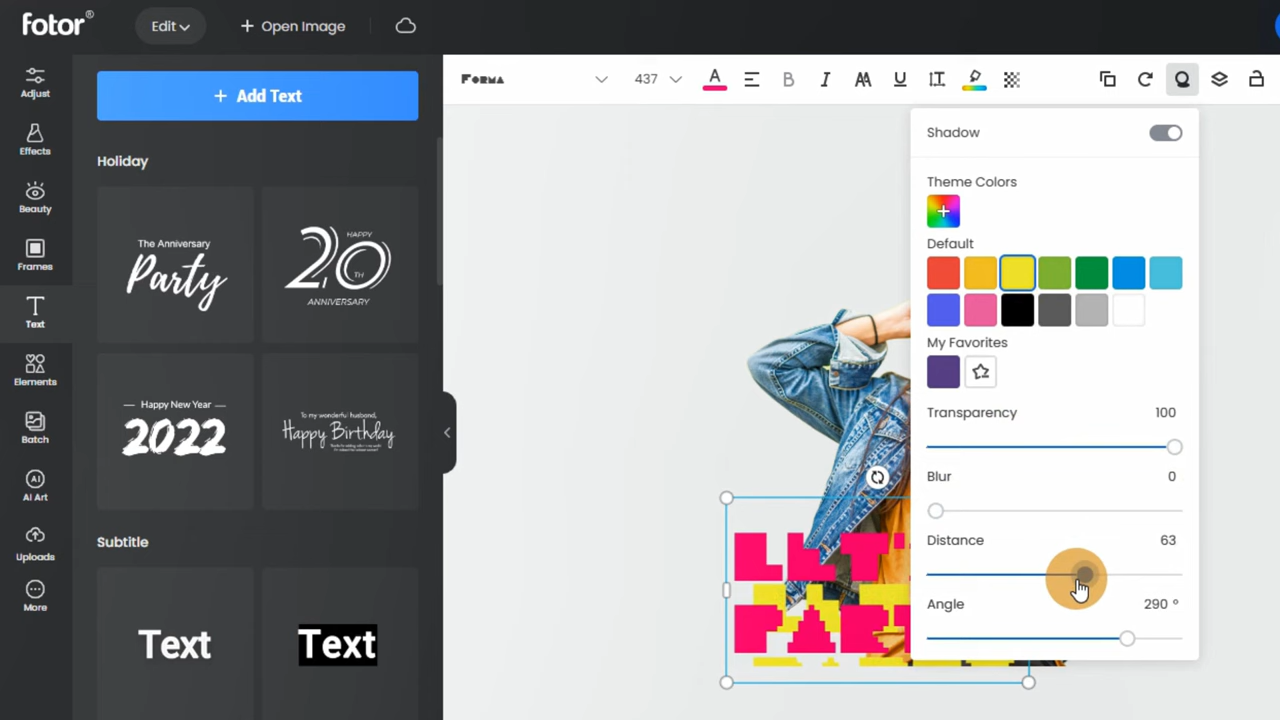 fotor®
Edit
+ Open Image
Adjust
Effects
Beauty
Frames
Text
Elements
Batch
AI
AI Art
Uploads
More
+ Add Text
Holiday
The Anniversary
Party
HAPPY
20
TH
ANNIVERSARY
Happy New Year
2022
To my wonderful husband,
Happy Birthday
Subtitle
Text
Text
FORMA
437
A
B
I
AA
U
Shadow
Theme Colors
Default
My Favorites
Transparency
100
Blur
0
Distance
63
Angle
290 °